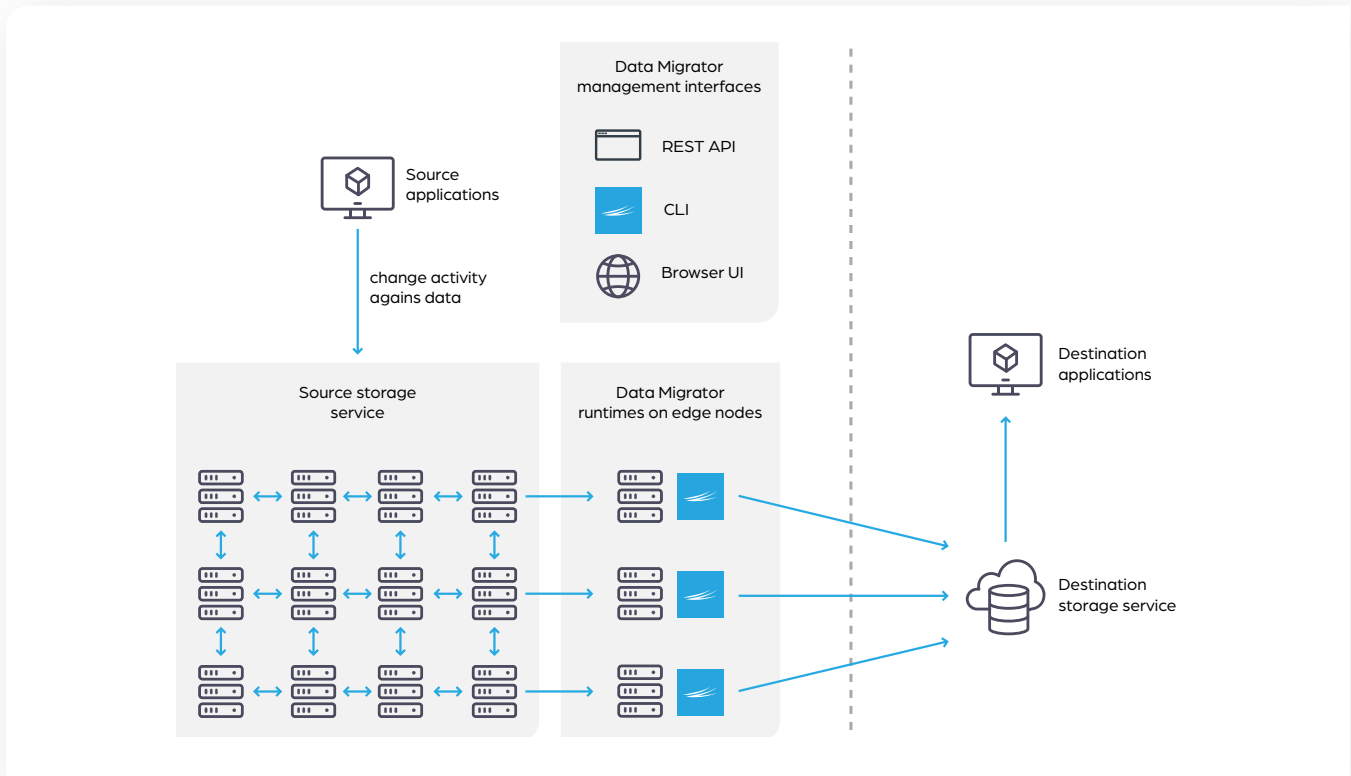 Data Migrator
management interfaces
REST API
CLI
Browser UI
Source
applications
change activity
agains data
Source storage
service
Data Migrator
runtimes on edge nodes
Destination
applications
Destination
storage service